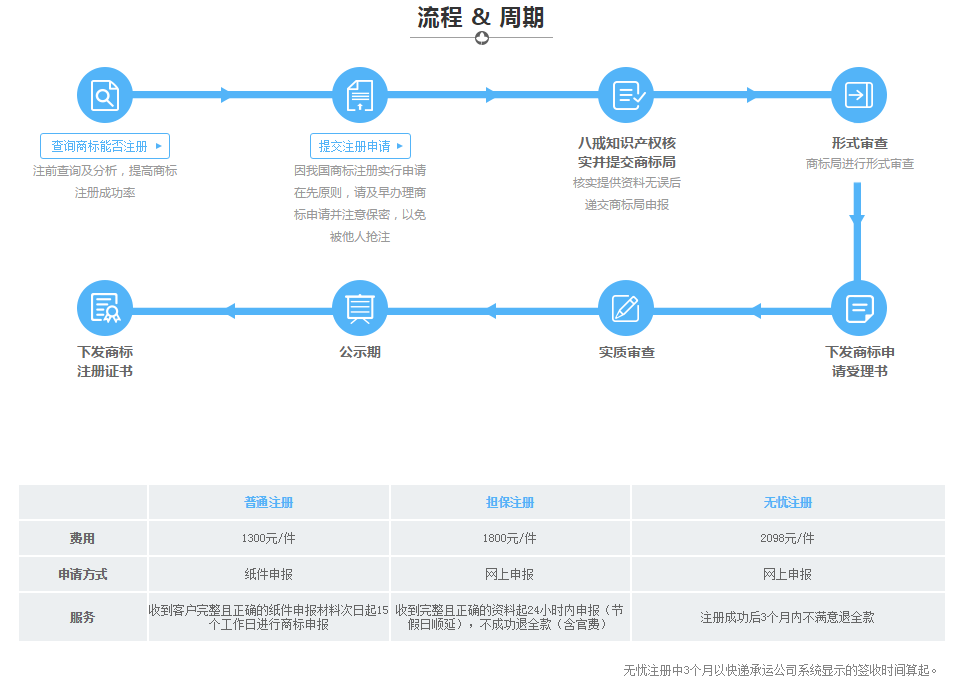 流程 & 周期
查询商标能否注册
注前查询及分析，提高商标
注册成功率
提交注册申请
因我国商标注册实行申请
在先原则，请及早办理商
标申请并注意保密，以免
被他人抢注
八戒知识产权核
实并提交商标局
核实提供资料无误后
递交商标局申报
形式审查
商标局进行形式审查
下发商标
注册证书
公示期
实质审查
下发商标申
请受理书
普通注册 担保注册 无忧注册
费用 1300元/件 1800元/件 2098元/件
申请方式 纸件申报 网上申报 网上申报
服务
收到客户完整且正确的纸件申报材料次日起15
个工作日进行商标申报
收到完整且正确的资料起24小时内申报（节
假日顺延），不成功退全款（含官费）
注册成功后3个月内不满意退全款
无忧注册中3个月以快递承运公司系统显示的签收时间算起。